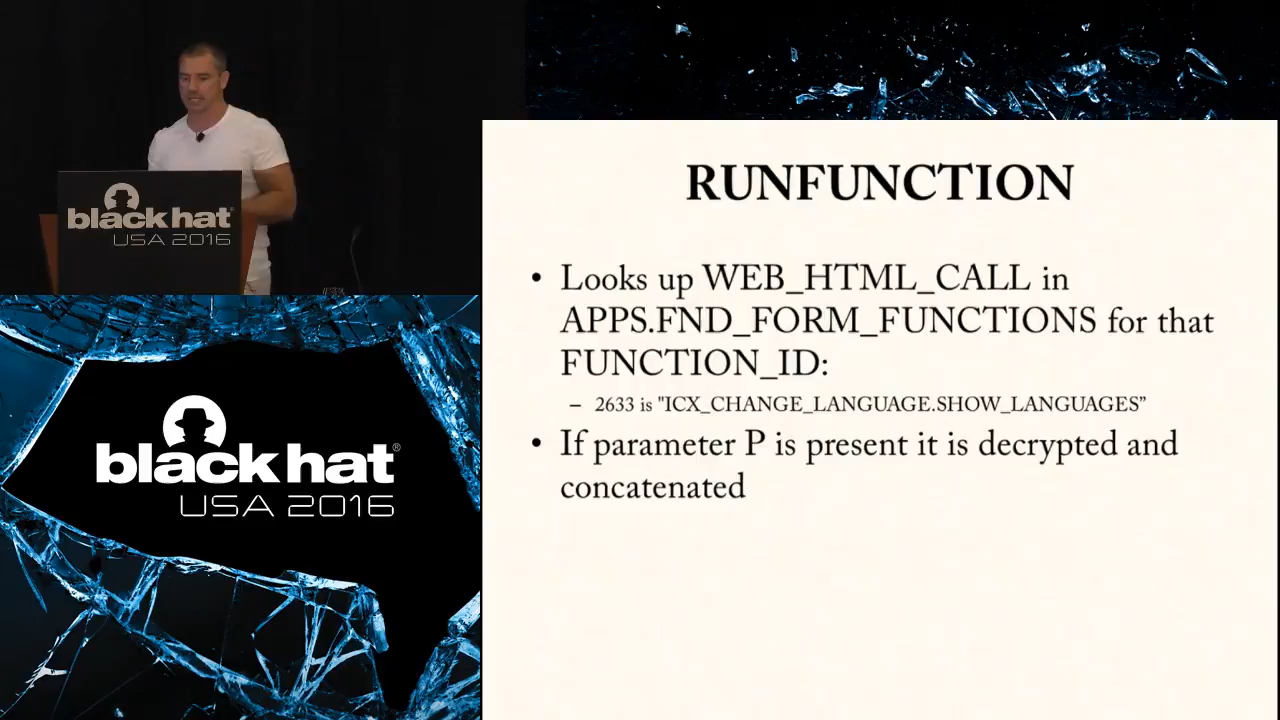 black hat®
USA 2016
RUNFUNCTION
• Looks up WEB_HTML_CALL in
APPS.FND_FORM_FUNCTIONS for that
FUNCTION_ID:
– 2633 is "ICX_CHANGE_LANGUAGE.SHOW_LANGUAGES”
• If parameter P is present it is decrypted and
concatenated
black hat®
USA 2016